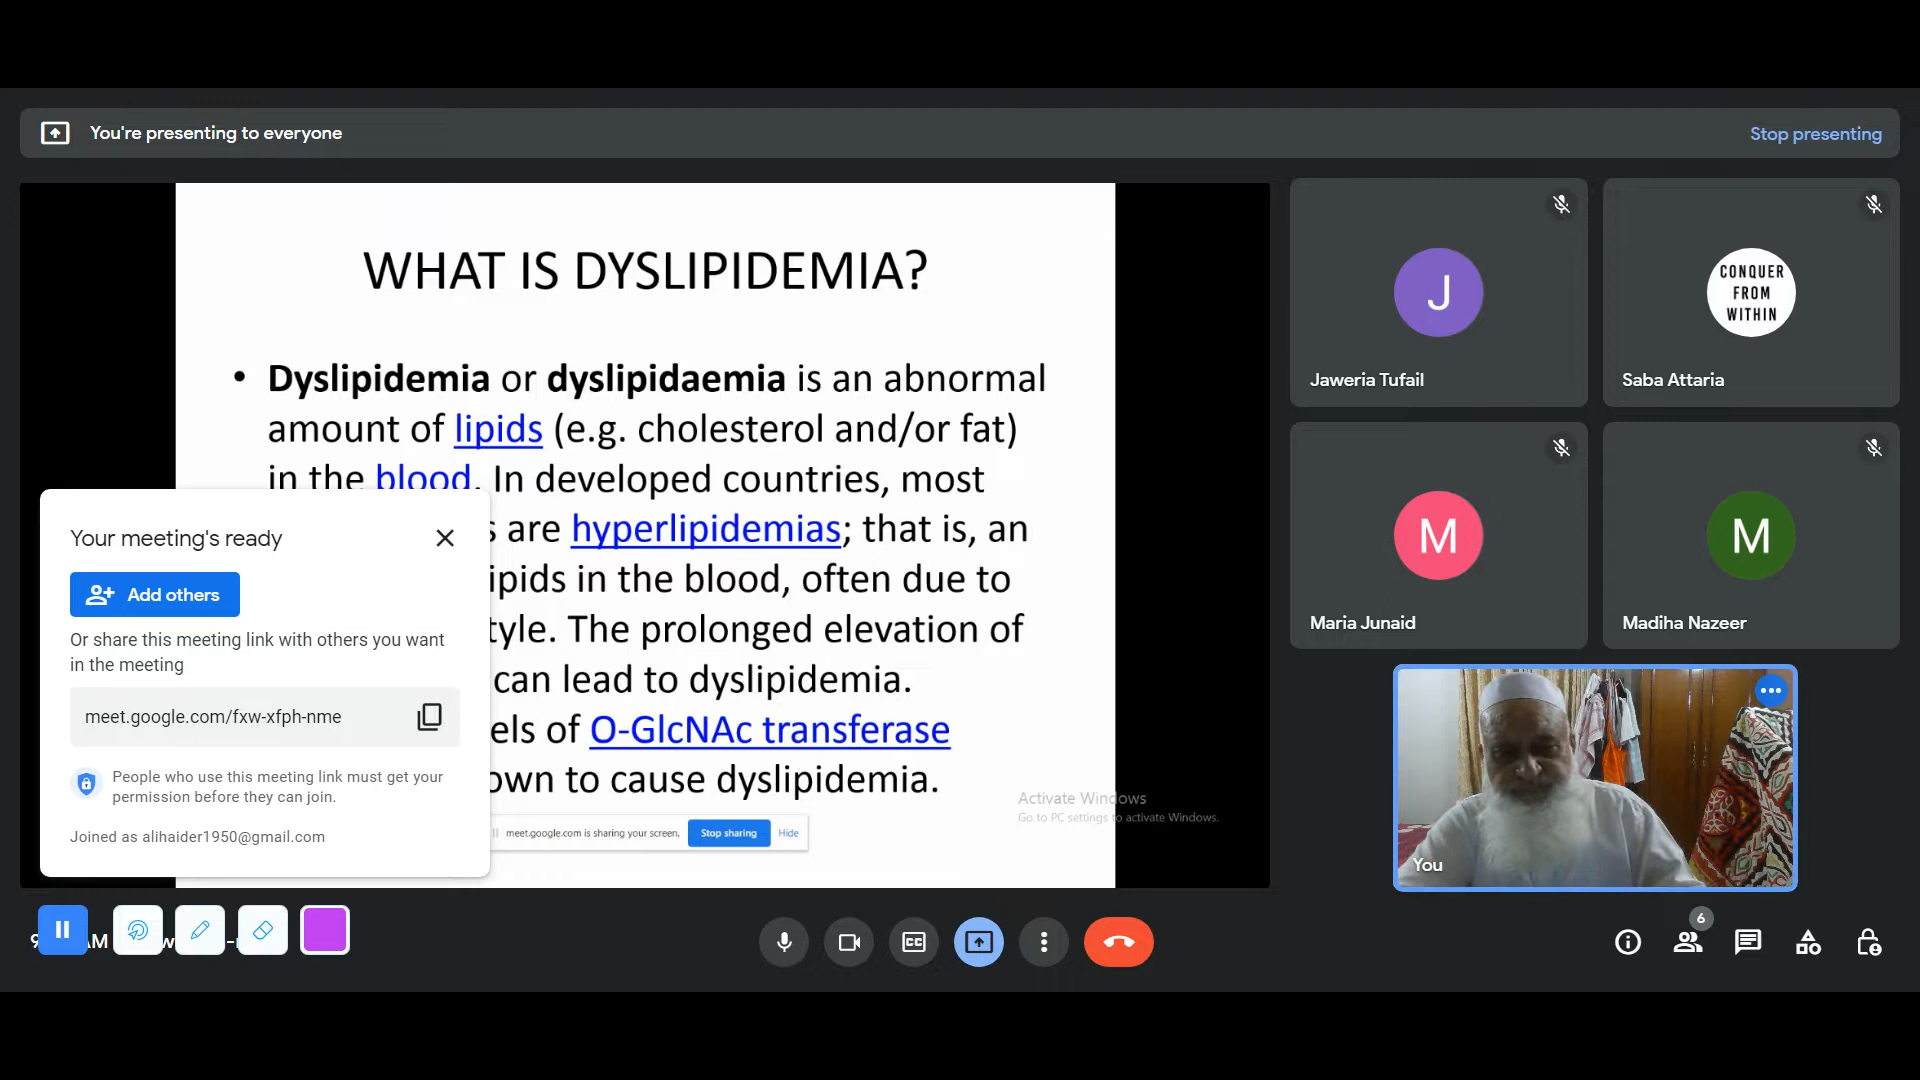 You're presenting to everyone
Stop presenting
WHAT IS DYSLIPIDEMIA?
• Dyslipidemia or dyslipidaemia is an abnormal
amount of lipids (e.g. cholesterol and/or fat)
in the blood. In developed countries, most
are hyperlipidemias; that is, an
lipids in the blood, often due to
The prolonged elevation of
can lead to dyslipidemia.
of O-GlcNAc transferase
to cause dyslipidemia.
Your meeting's ready
Add others
Or share this meeting link with others you want
in the meeting
meet.google.com/fxw-xfph-nme
People who use this meeting link must get your
permission before they can join.
Joined as alihaider1950@gmail.com
meet.google.com is sharing your screen.
Stop sharing
Hide
Activate Windows
Go to PC settings to activate Windows.
J
Jaweria Tufail
CONQUER
FROM
WITHIN
Saba Attaria
M
Maria Junaid
M
Madiha Nazeer
You
AM
CC
6